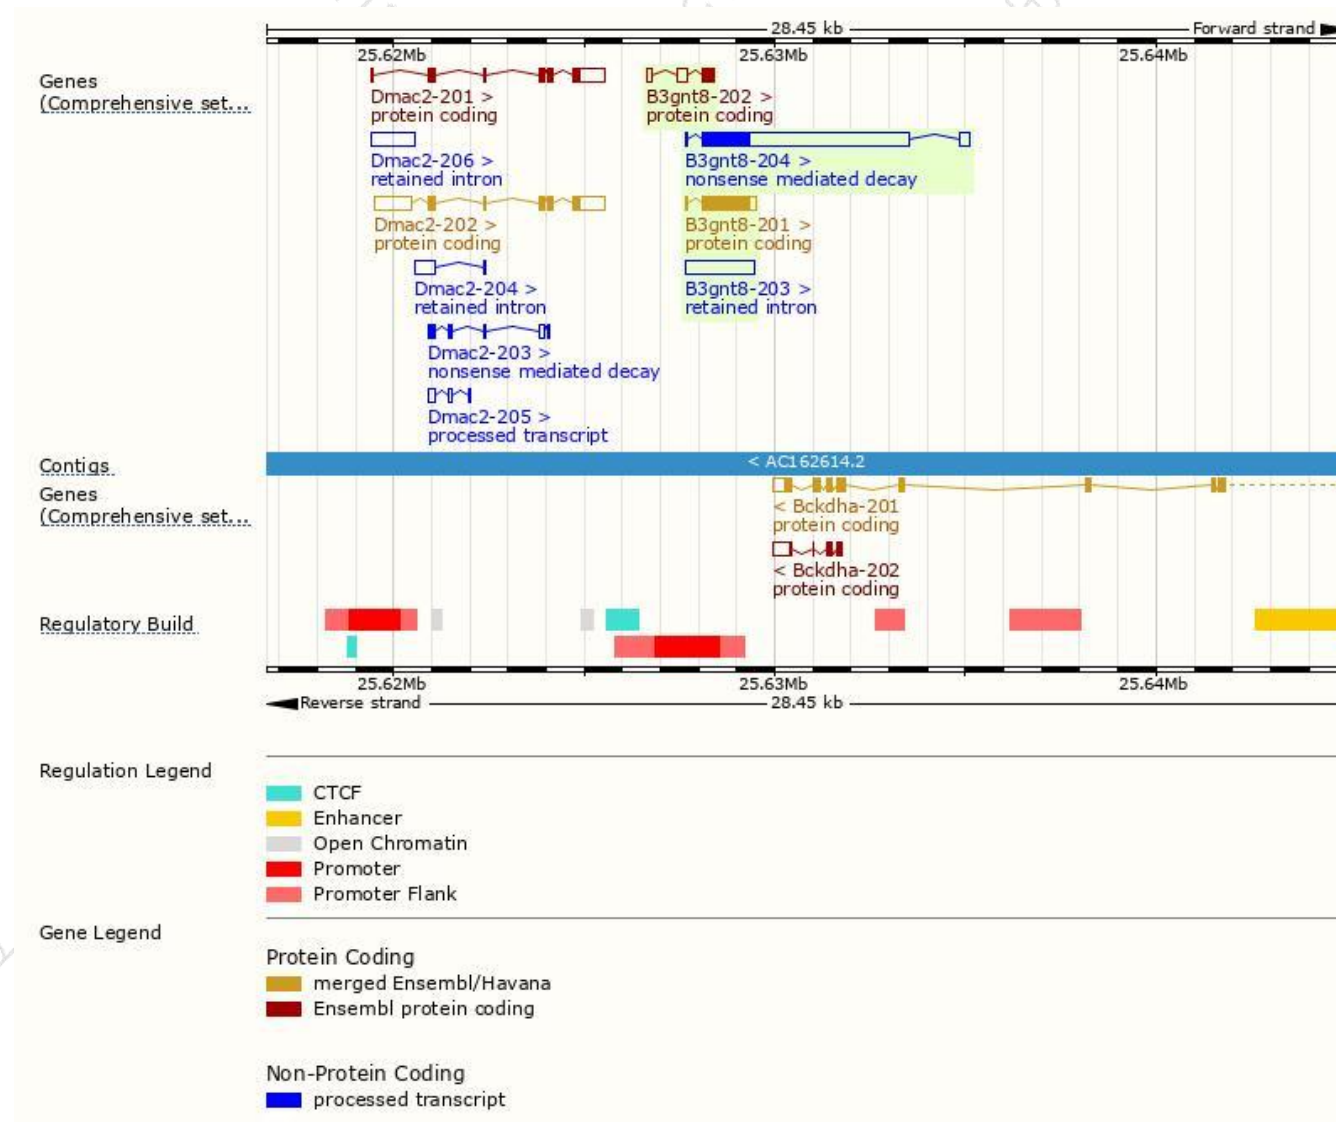 28.45 kb Forward strand
25.62Mb 25.63Mb 25.64Mb
Genes
(Comprehensive set...
Dmac2-201 > B3gnt8-202 >
protein coding protein coding
Dmac2-206 > B3gnt8-204 >
retained intron nonsense mediated decay
Dmac2-202 > B3gnt8-201 >
protein coding protein coding
Dmac2-204 > B3gnt8-203 >
retained intron retained intron
Dmac2-203 >
nonsense mediated decay
Dmac2-205 >
processed transcript
Contigs < AC162614.2
Genes
(Comprehensive set...
< Bckdha-201
protein coding
< Bckdha-202
protein coding
Regulatory Build
25.62Mb 25.63Mb 25.64Mb
Reverse strand 28.45 kb
Regulation Legend
CTCF
Enhancer
Open Chromatin
Promoter
Promoter Flank
Gene Legend
Protein Coding
merged Ensembl/Havana
Ensembl protein coding
Non-Protein Coding
processed transcript